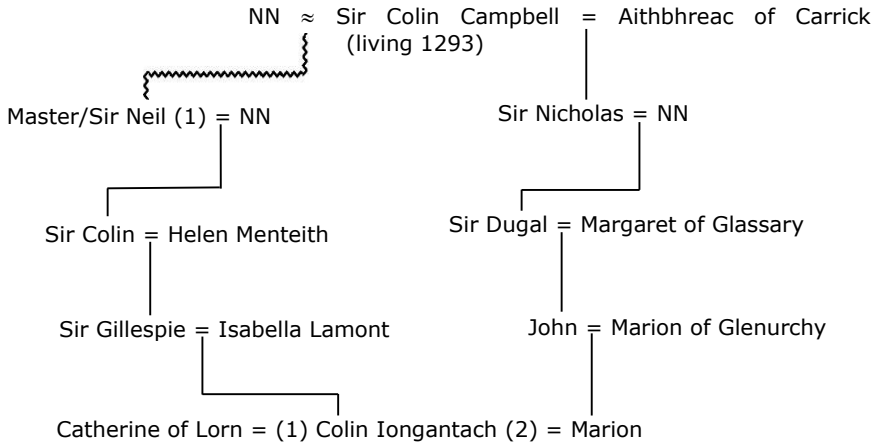 NN ≈ Sir Colin Campbell = Aithbhreac of Carrick
(living 1293)
Master/Sir Neil (1) = NN
Sir Nicholas = NN
Sir Colin = Helen Menteith
Sir Dugal = Margaret of Glassary
Sir Gillespie = Isabella Lamont
John = Marion of Glenurchy
Catherine of Lorn = (1) Colin Iongantach (2) = Marion